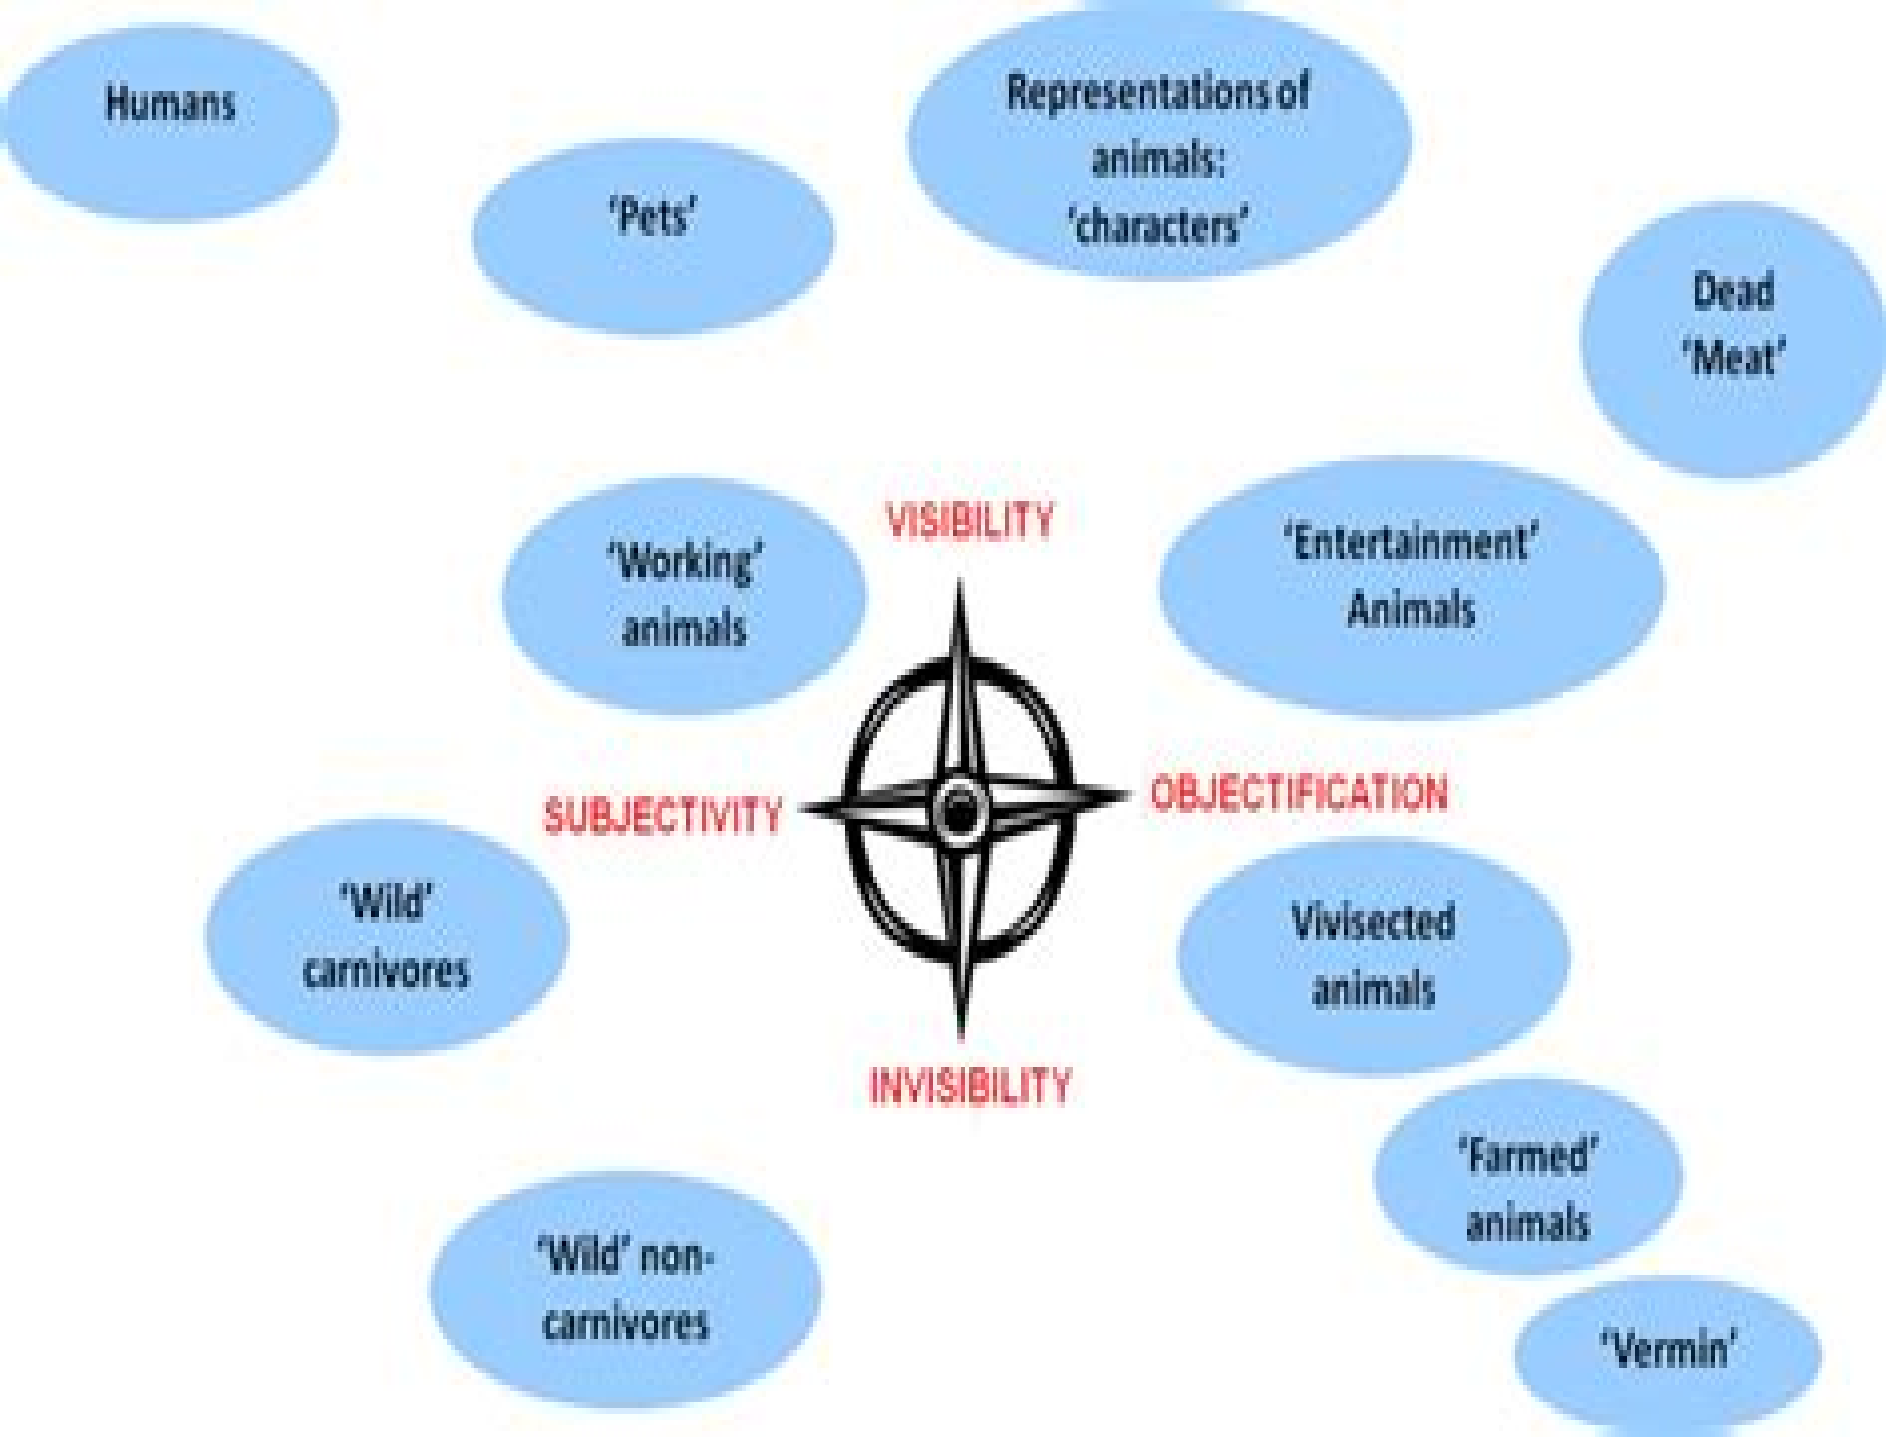 Humans
‘Pets’
Representations of
animals:
‘characters’
Dead
‘Meat’
‘Working’
animals
VISIBILITY
‘Entertainment’
Animals
SUBJECTIVITY
OBJECTIFICATION
‘Wild’
carnivores
Vivisected
animals
INVISIBILITY
‘Farmed’
animals
‘Wild’ non-
carnivores
‘Vermin’